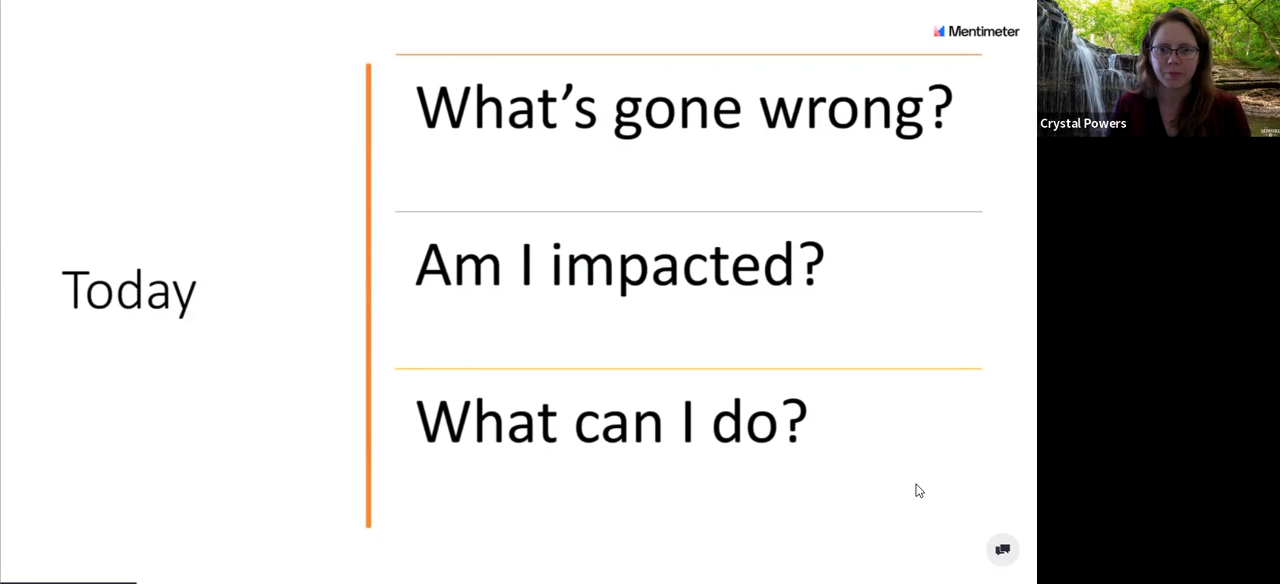 Mentimeter
What's gone wrong?
Am I impacted?
Today
What can I do?
Crystal Powers